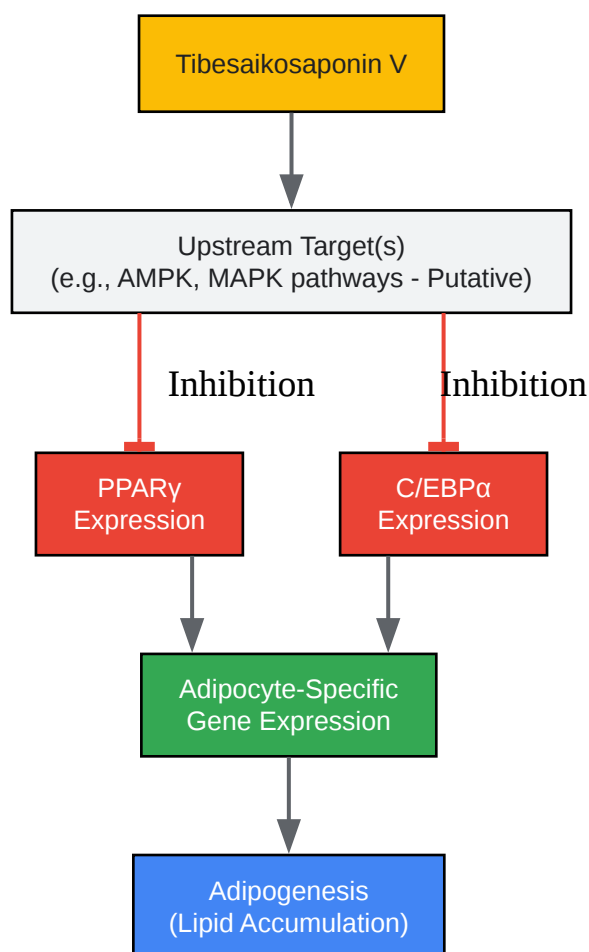 Tibesaikosaponin V
Upstream Target(s)
(e.g., AMPK, MAPK pathways - Putative)
Inhibition
Inhibition
PPARγ
Expression
C/EBPα
Expression
Adipocyte-Specific
Gene Expression
Adipogenesis
(Lipid Accumulation)